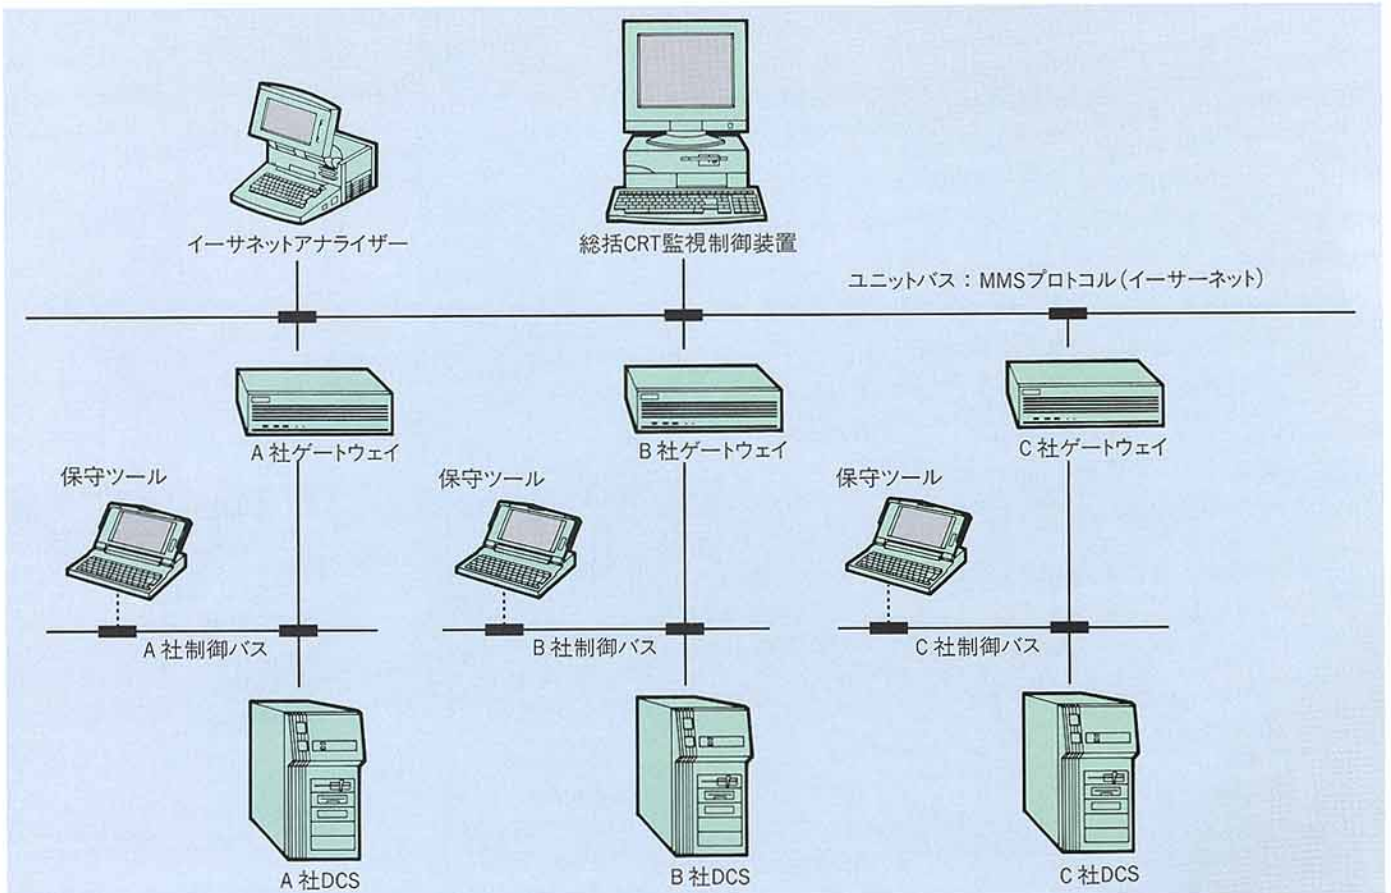 イーサネットアナライザー
総括CRT監視制御装置
ユニットバス：MMSプロトコル(イーサーネット)
A 社ゲートウェイ
B 社ゲートウェイ
C 社ゲートウェイ
保守ツール
保守ツール
保守ツール
A 社制御バス
B 社制御バス
C 社制御バス
A 社DCS
B 社DCS
C 社DCS